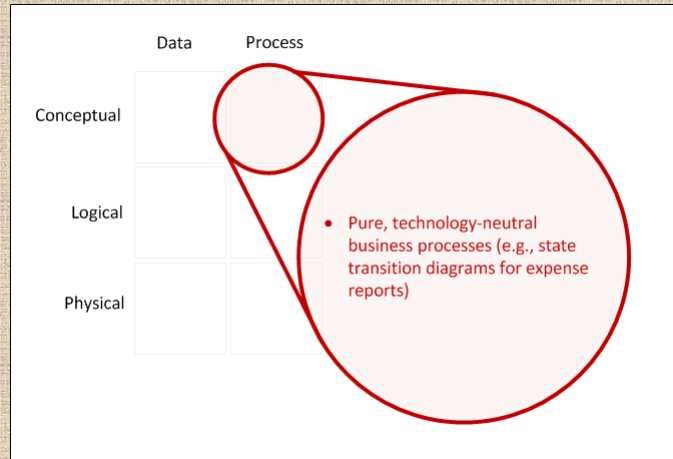 Data Process
Conceptual
Logical
• Pure, technology-neutral
business processes (e.g., state
transition diagrams for expense
reports)
Physical